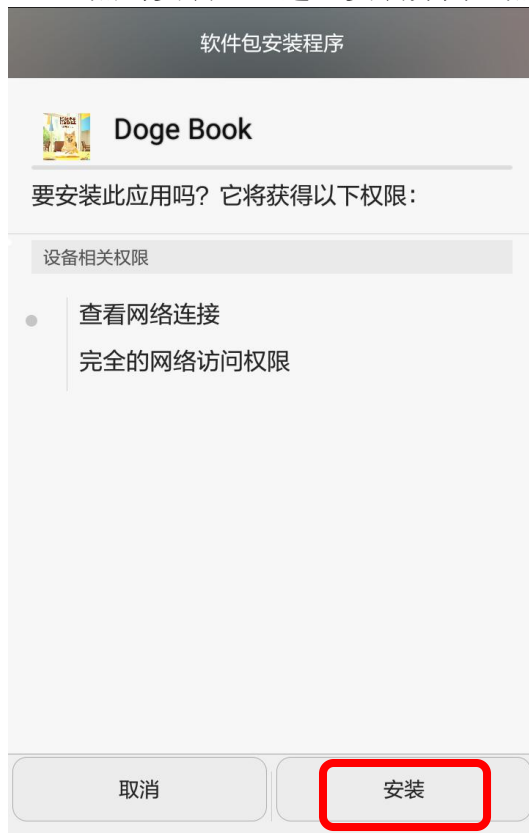 软件包安装程序
Doge Book
要安装此应用吗？它将获得以下权限：
设备相关权限
查看网络连接
完全的网络访问权限
取消
安装